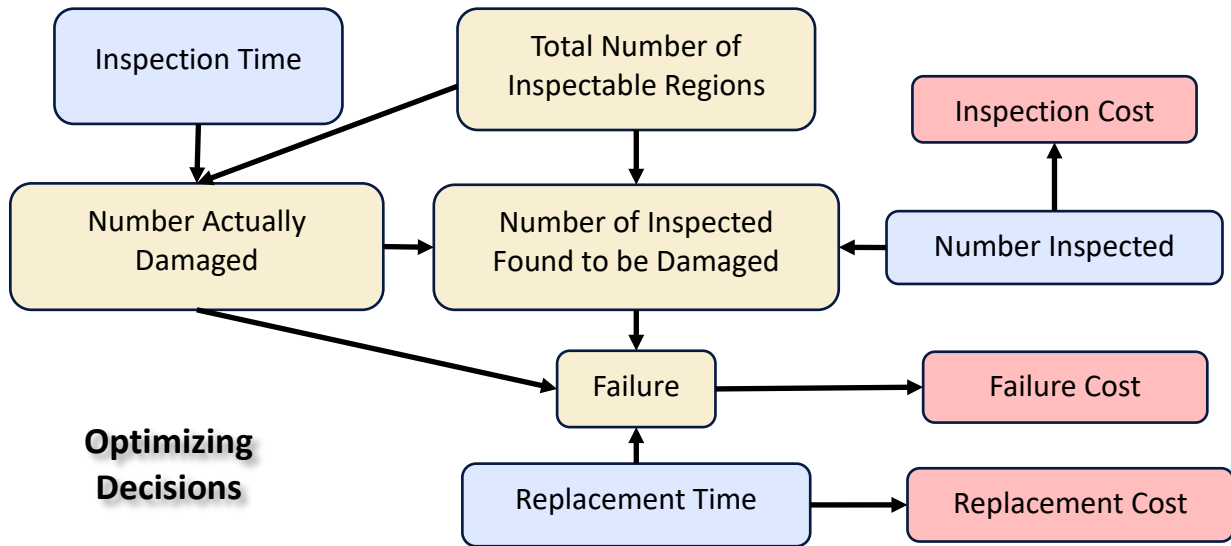 Inspection Time
Total Number of
Inspectable Regions
Inspection Cost
Number Actually
Damaged
Number of Inspected
Found to be Damaged
Number Inspected
Failure
Failure Cost
Optimizing
Decisions
Replacement Time
Replacement Cost